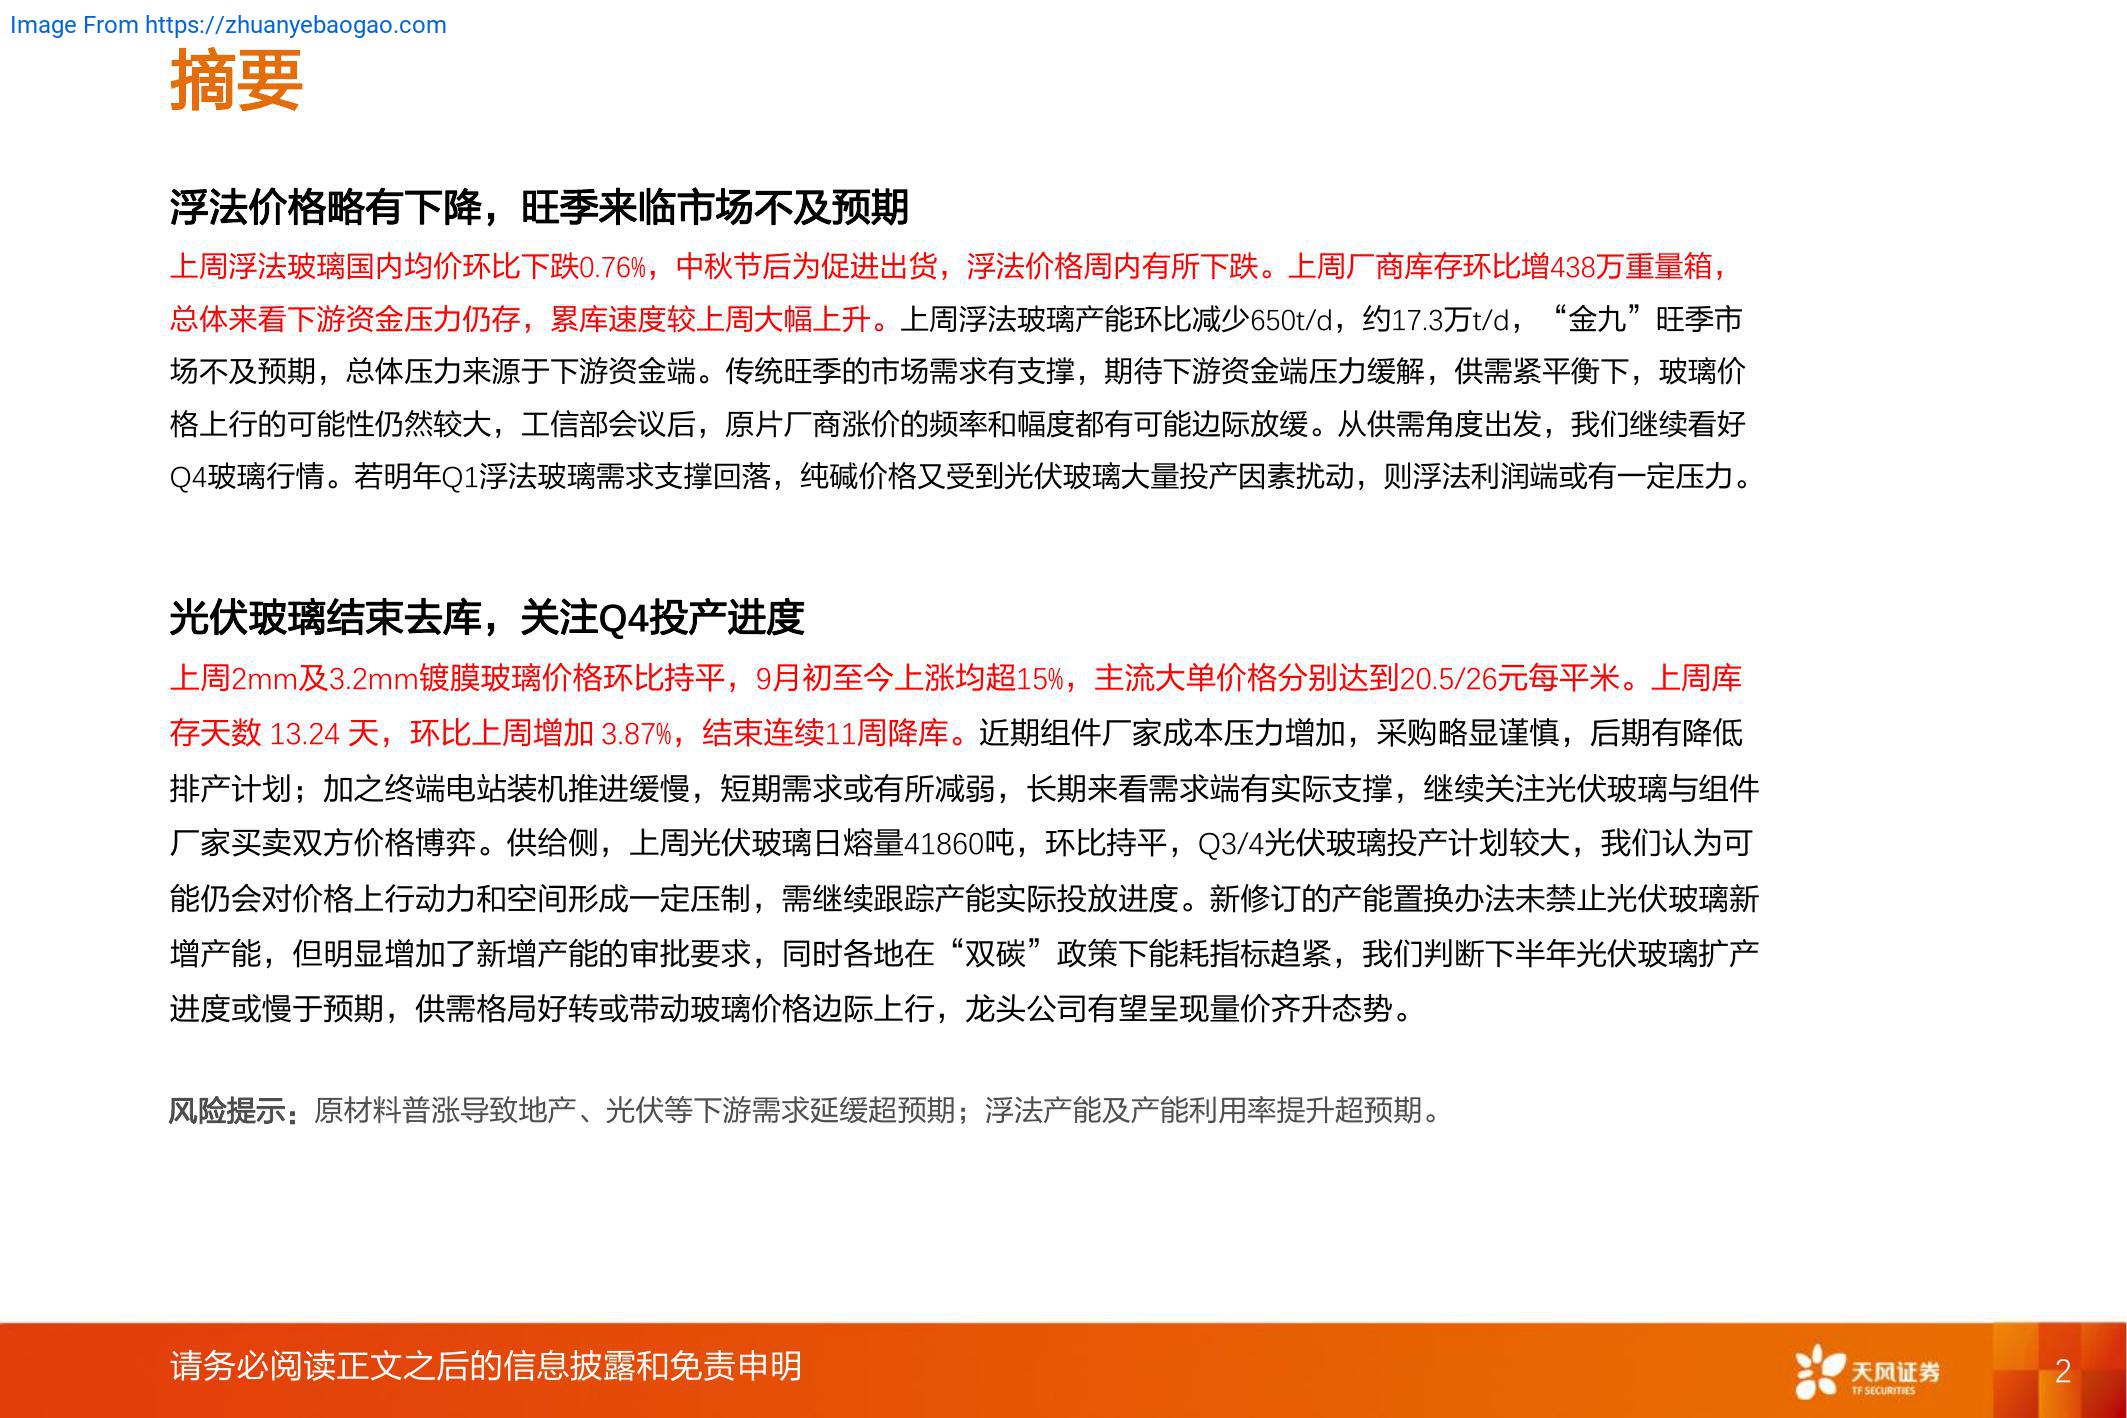 Image From https://zhuanyebaogao.com
摘要
浮法价格略有下降，旺季来临市场不及预期
上周浮法玻璃国内均价环比下跌0.76%，中秋节后为促进出货，浮法价格周内有所下跌。上周厂商库存环比增438万重量箱，
总体来看下游资金压力仍存，累库速度较上周大幅上升。上周浮法玻璃产能环比减少650t/d，约17.3万t/d，“金九”旺季市
场不及预期，总体压力来源于下游资金端。传统旺季的市场需求有支撑，期待下游资金端压力缓解，供需紧平衡下，玻璃价
格上行的可能性仍然较大，工信部会议后，原片厂商涨价的频率和幅度都有可能边际放缓。从供需角度出发，我们继续看好
Q4玻璃行情。若明年Q1浮法玻璃需求支撑回落，纯碱价格又受到光伏玻璃大量投产因素扰动，则浮法利润端或有一定压力。
光伏玻璃结束去库，关注Q4投产进度
上周2mm及3.2mm镀膜玻璃价格环比持平，9月初至今上涨均超15%，主流大单价格分别达到20.5/26元每平米。上周库
存天数 13.24 天，环比上周增加 3.87%，结束连续11周降库。近期组件厂家成本压力增加，采购略显谨慎，后期有降低
排产计划；加之终端电站装机推进缓慢，短期需求或有所减弱，长期来看需求端有实际支撑，继续关注光伏玻璃与组件
厂家买卖双方价格博弈。供给侧，上周光伏玻璃日熔量41860吨，环比持平，Q3/4光伏玻璃投产计划较大，我们认为可
能仍会对价格上行动力和空间形成一定压制，需继续跟踪产能实际投放进度。新修订的产能置换办法未禁止光伏玻璃新
增产能，但明显增加了新增产能的审批要求，同时各地在“双碳”政策下能耗指标趋紧，我们判断下半年光伏玻璃扩产
进度或慢于预期，供需格局好转或带动玻璃价格边际上行，龙头公司有望呈现量价齐升态势。
风险提示：原材料普涨导致地产、光伏等下游需求延缓超预期；浮法产能及产能利用率提升超预期。
请务必阅读正文之后的信息披露和免责申明
天风证券
TF SECURITIES
2